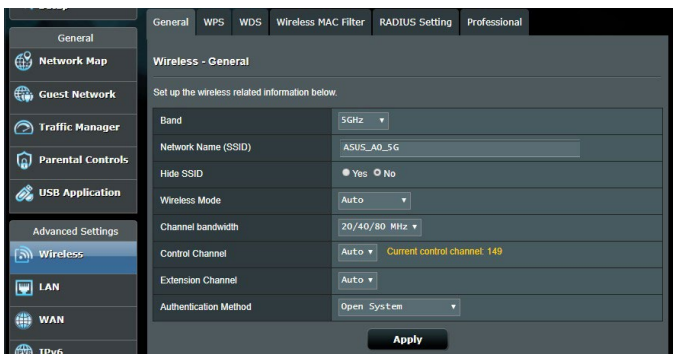 General
Network Map
Guest Network
Traffic Manager
Parental Controls
USB Application
Advanced Settings
Wireless
LAN
WAN
IPv6
General WPS WDS Wireless MAC Filter RADIUS Setting Professional
Wireless - General
Set up the wireless related information below.
Band 5GHz
Network Name (SSID) ASUS_AO_5G
Hide SSID Yes No
Wireless Mode Auto
Channel bandwidth 20/40/80 MHz
Control Channel Auto Current control channel: 149
Extension Channel Auto
Authentication Method Open System
Apply